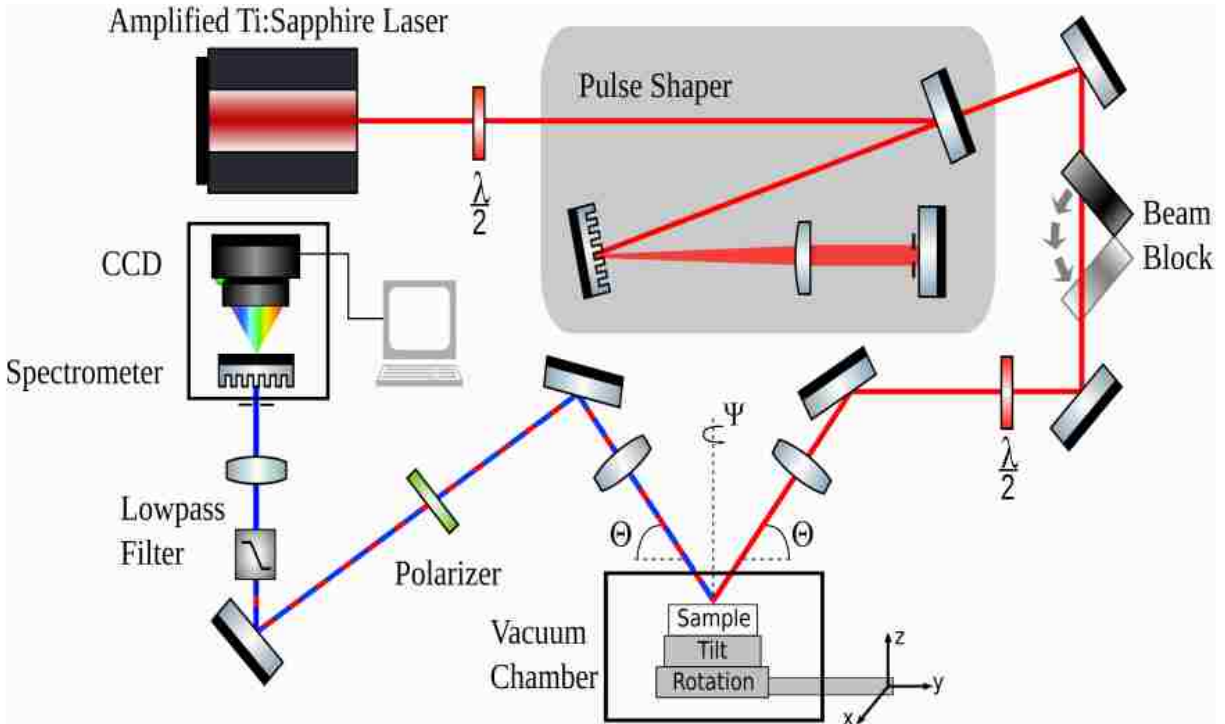 Amplified Ti:Sapphire Laser
Pulse Shaper
λ
2
Beam
Block
CCD
Spectrometer
Ψ
λ
2
Lowpass
Filter
Θ
Θ
Polarizer
Vacuum
Chamber
Sample
Tilt
Rotation
z
y
x